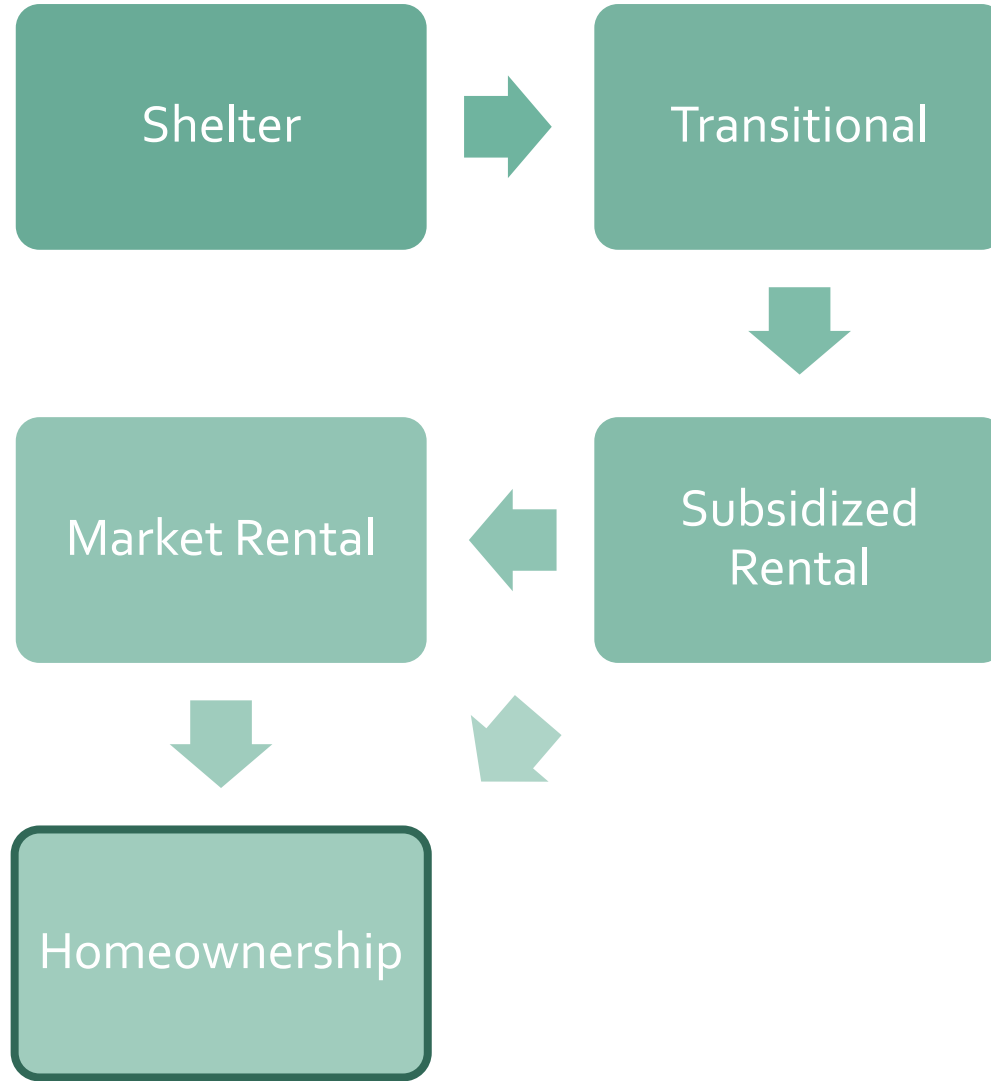 Shelter
Transitional
Subsidized
Rental
Market Rental
Homeownership